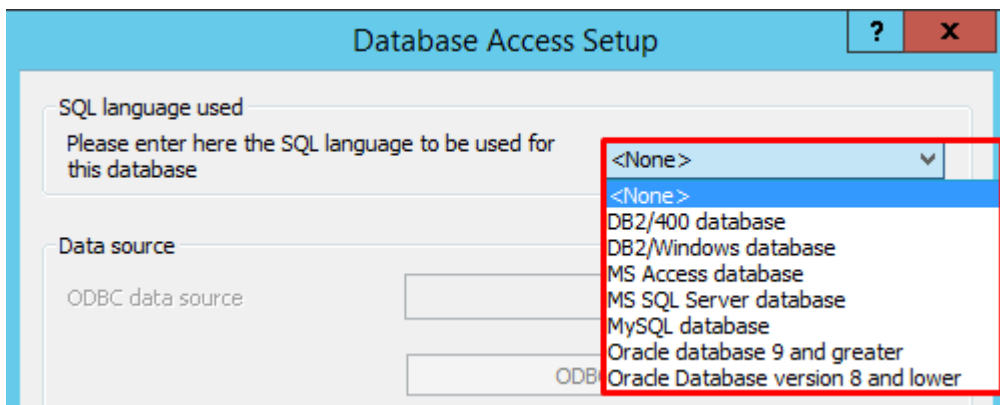 Database Access Setup
?
x
SQL language used
Please enter here the SQL language to be used for
this database
<None>
<None>
DB2/400 database
DB2/Windows database
MS Access database
MS SQL Server database
MySQL database
Oracle database 9 and greater
Oracle Database version 8 and lower
Data source
ODBC data source
ODB